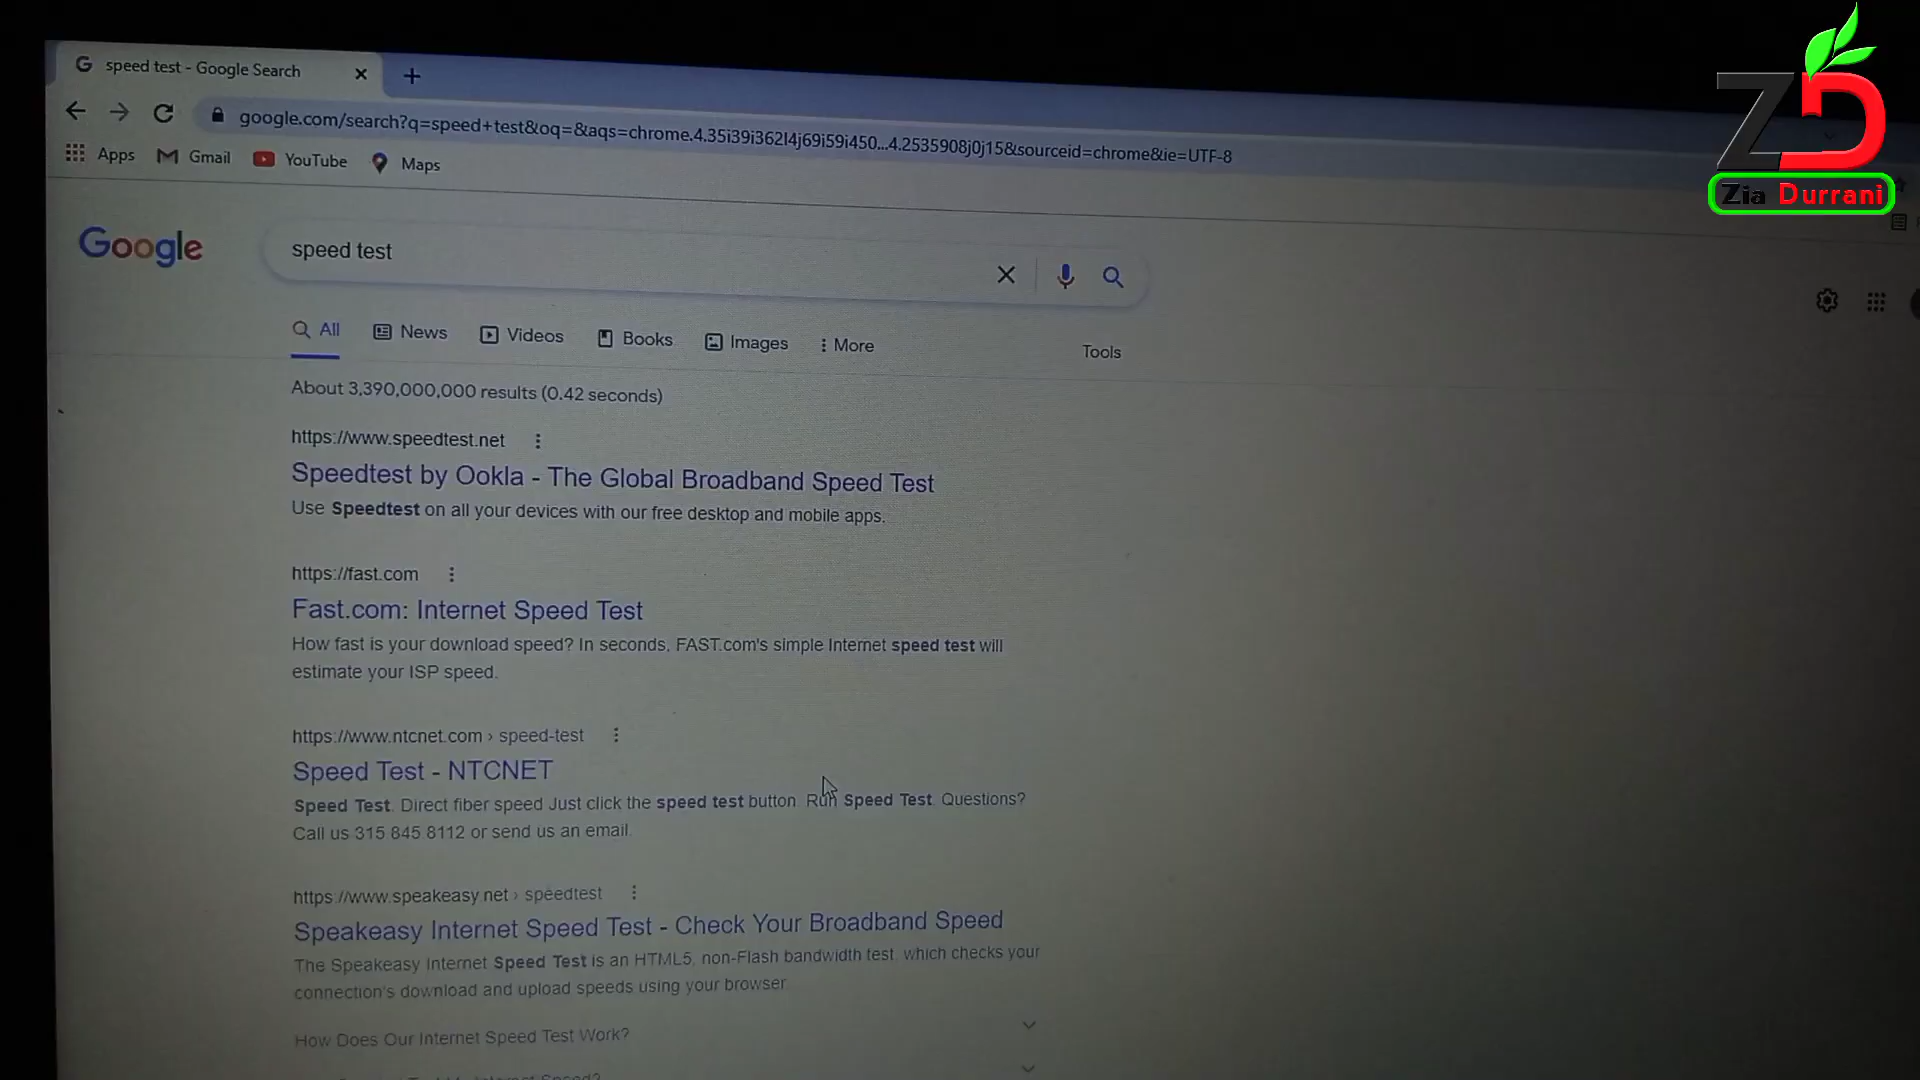 speed test - Google Search
google.com/search?q=speed+test&oq=&aqs=chrome.4.35i39i362l4j69i59i450...4.2535908j0j15&sourceid=chrome&ie=UTF-8
Apps Gmail YouTube Maps
ZD
Zia Durrani
Google
speed test
All News Videos Books Images More Tools
About 3,390,000,000 results (0.42 seconds)
https://www.speedtest.net
Speedtest by Ookla - The Global Broadband Speed Test
Use Speedtest on all your devices with our free desktop and mobile apps.
https://fast.com
Fast.com: Internet Speed Test
How fast is your download speed? In seconds, FAST.com's simple Internet speed test will
estimate your ISP speed.
https://www.ntcnet.com › speed-test
Speed Test - NTCNET
Speed Test. Direct fiber speed Just click the speed test button. Run Speed Test. Questions?
Call us 315.845.8112 or send us an email.
https://www.speakeasy.net › speedtest
Speakeasy Internet Speed Test - Check Your Broadband Speed
The Speakeasy Internet Speed Test is an HTML5, non-Flash bandwidth test, which checks your
connection's download and upload speeds using your browser.
How Does Our Internet Speed Test Work?